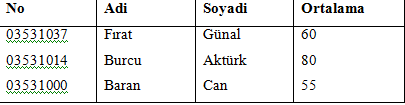 No Adi Soyadi Ortalama
03531037 Fırat Günal 60
03531014 Burcu Aktürk 80
03531000 Baran Can 55